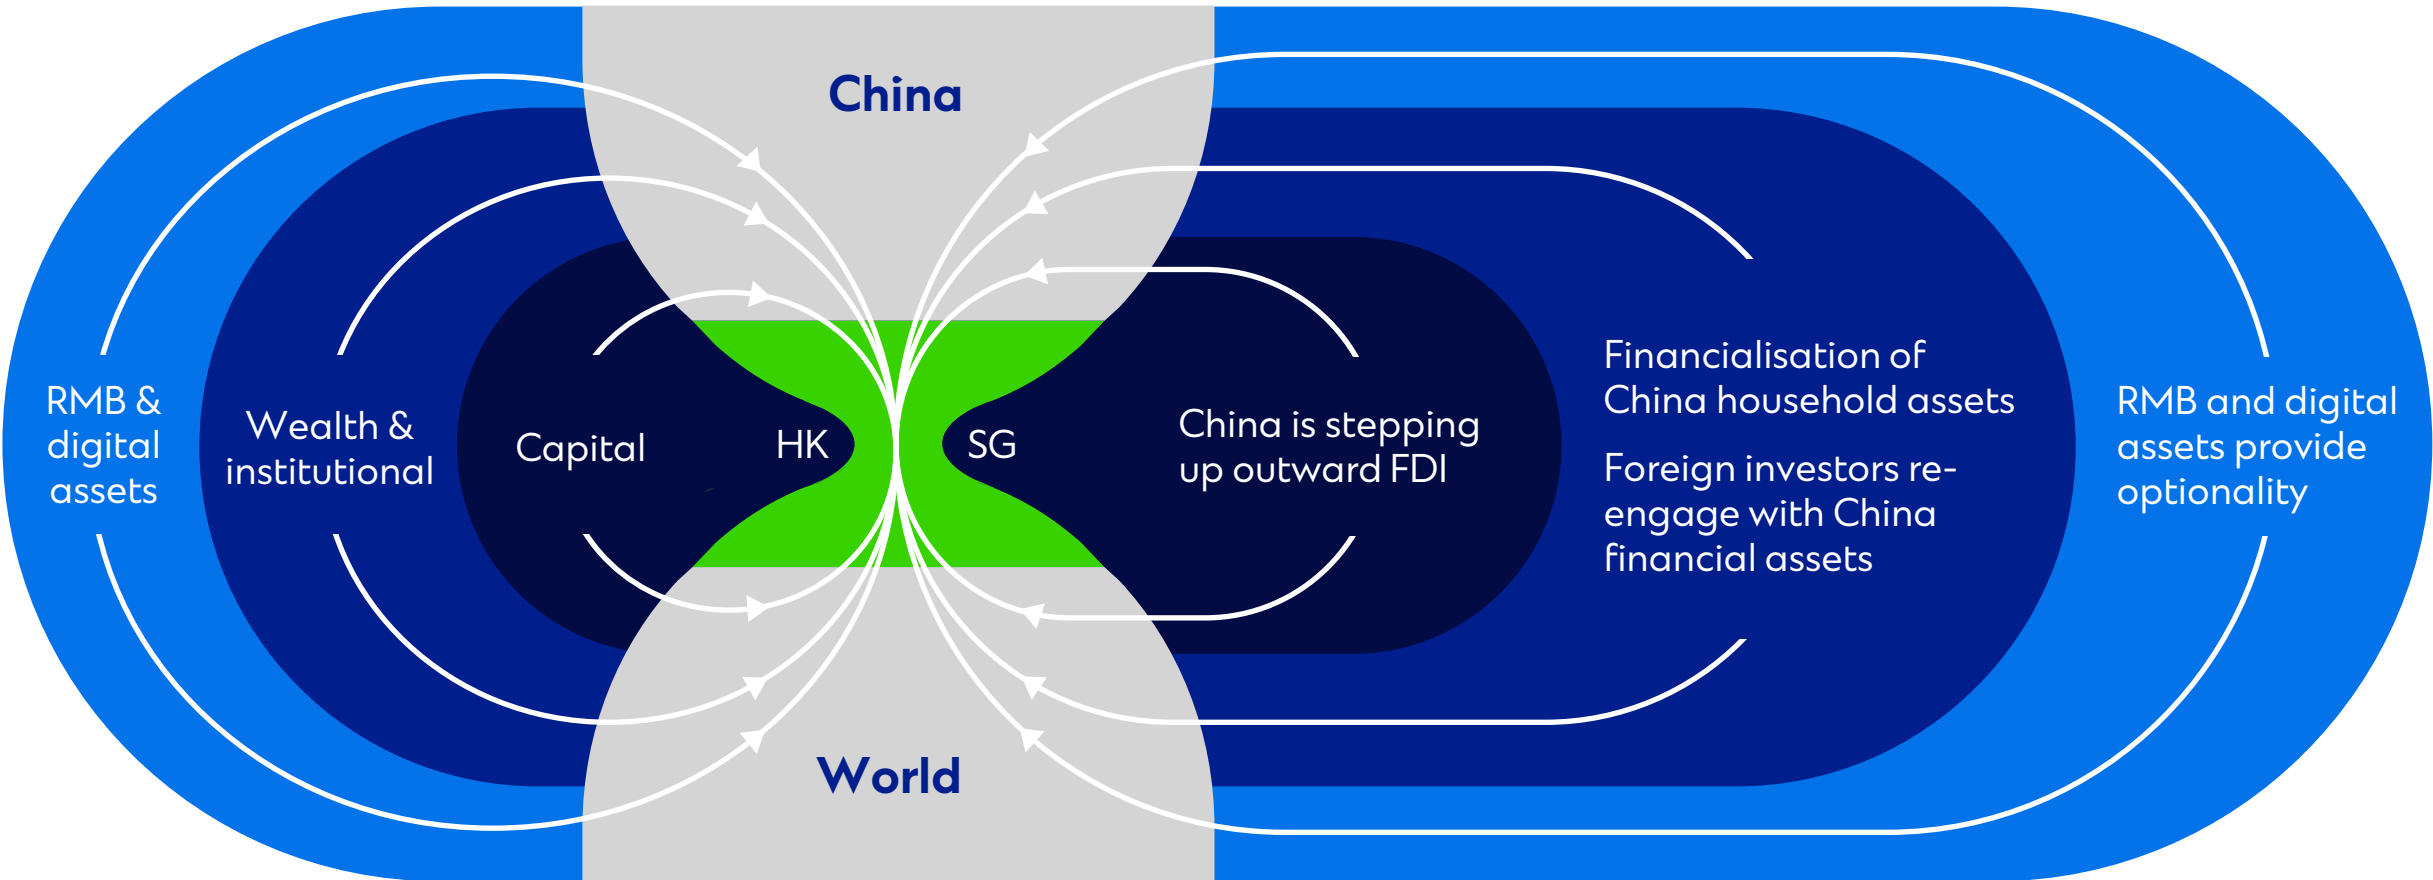 China
RMB &
digital
assets
Wealth &
institutional
Capital
HK
SG
China is stepping
up outward FDI
Financialisation of
China household assets
Foreign investors re-
engage with China
financial assets
RMB and digital
assets provide
optionality
World